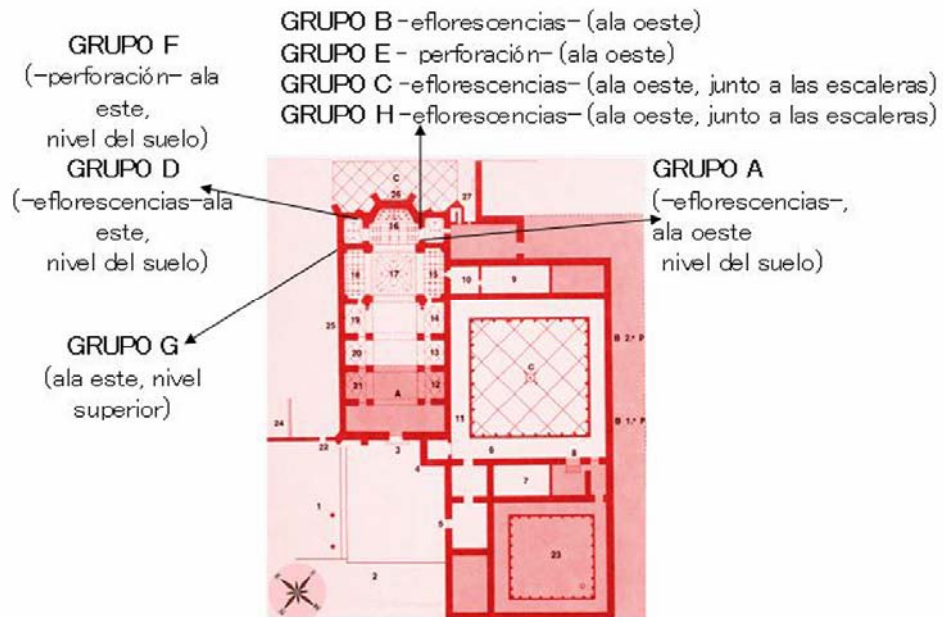 GRUPO B -eflorescencias- (ala oeste)
GRUPO E - perforación- (ala oeste)
GRUPO C -eflorescencias- (ala oeste, junto a las escaleras)
GRUPO H -eflorescencias- (ala oeste, junto a las escaleras)
GRUPO F
(-perforación- ala
este,
nivel del suelo)
GRUPO D
(-eflorescencias-ala
este,
nivel del suelo)
GRUPO G
(ala este, nivel
superior)
GRUPO A
(-eflorescencias-,
ala oeste
nivel del suelo)
C
26
27
16
17
15
10
9
19
14
25
20
13
C
B 2.º P
21
A
12
11
B 1.º P
24
22
3
6
8
4
7
1
5
23
2